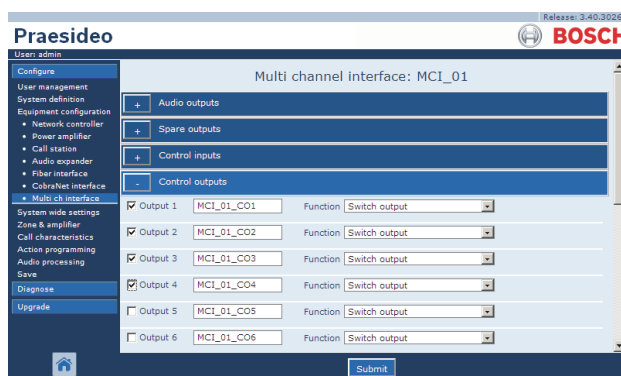 Release: 3.40.3026
Praesideo
BOSCH
User: admin
Configure
User management
System definition
Equipment configuration
• Network controller
• Power amplifier
• Call station
• Audio expander
• Fiber interface
• CobraNet interface
• Multi ch interface
System wide settings
Zone & amplifier
Call characteristics
Action programming
Audio processing
Save
Diagnose
Upgrade
Multi channel interface: MCI_01
+ Audio outputs
+ Spare outputs
+ Control inputs
- Control outputs
Output 1 MCI_01_CO1 Function Switch output
Output 2 MCI_01_CO2 Function Switch output
Output 3 MCI_01_CO3 Function Switch output
Output 4 MCI_01_CO4 Function Switch output
Output 5 MCI_01_CO5 Function Switch output
Output 6 MCI_01_CO6 Function Switch output
Submit